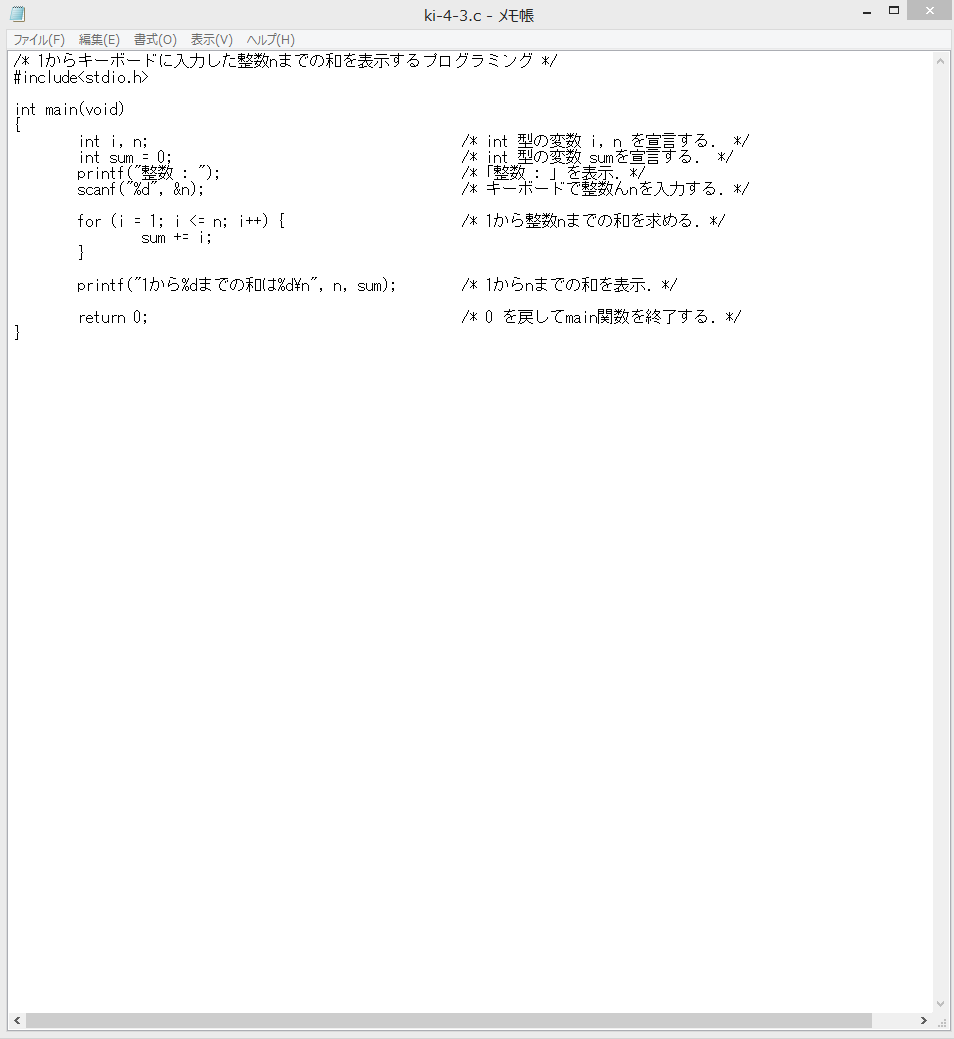 ki-4-3.c - メモ帳
ファイル(F) 編集(E) 書式(O) 表示(V) ヘルプ(H)
/* 1からキーボードに入力した整数nまでの和を表示するプログラミング */
#include<stdio.h>
int main(void)
{
int i, n; /* int 型の変数 i, n を宣言する. */
int sum = 0; /* int 型の変数 sumを宣言する. */
printf("整数 : "); /*「整数 : 」を表示. */
scanf("%d", &n); /* キーボードで整数んnを入力する. */
for (i = 1; i <= n; i++) { /* 1から整数nまでの和を求める. */
sum += i;
}
printf("1から%dまでの和は%d¥n", n, sum); /* 1からnまでの和を表示. */
return 0; /* 0 を戻してmain関数を終了する. */
}